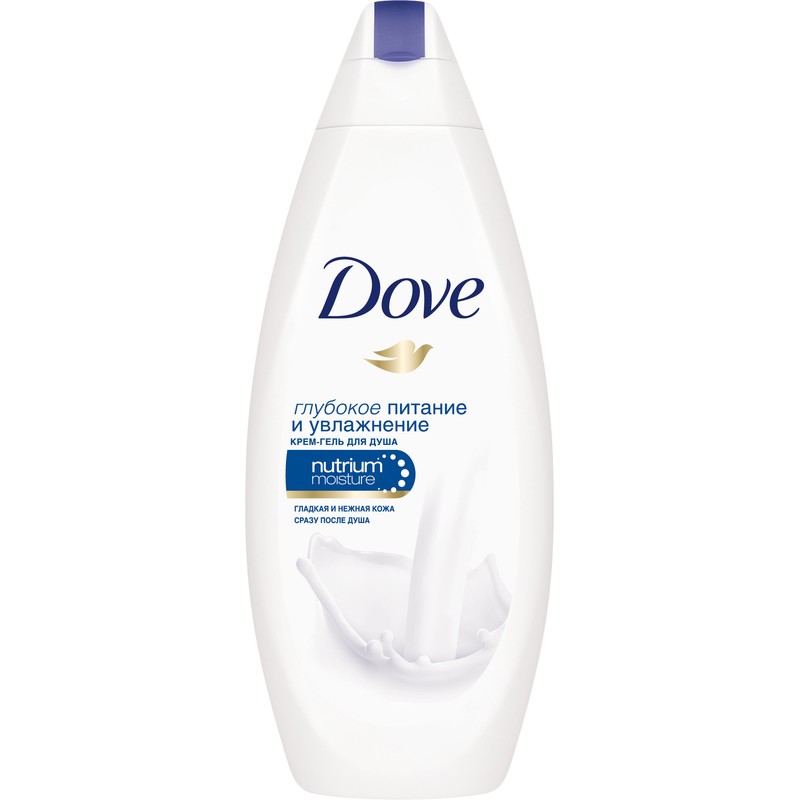 Dove
глубокое питание
и увлажнение
КРЕМ-ГЕЛЬ ДЛЯ ДУША
nutrium
moisture
ГЛАДКАЯ И НЕЖНАЯ КОЖА
СРАЗУ ПОСЛЕ ДУША